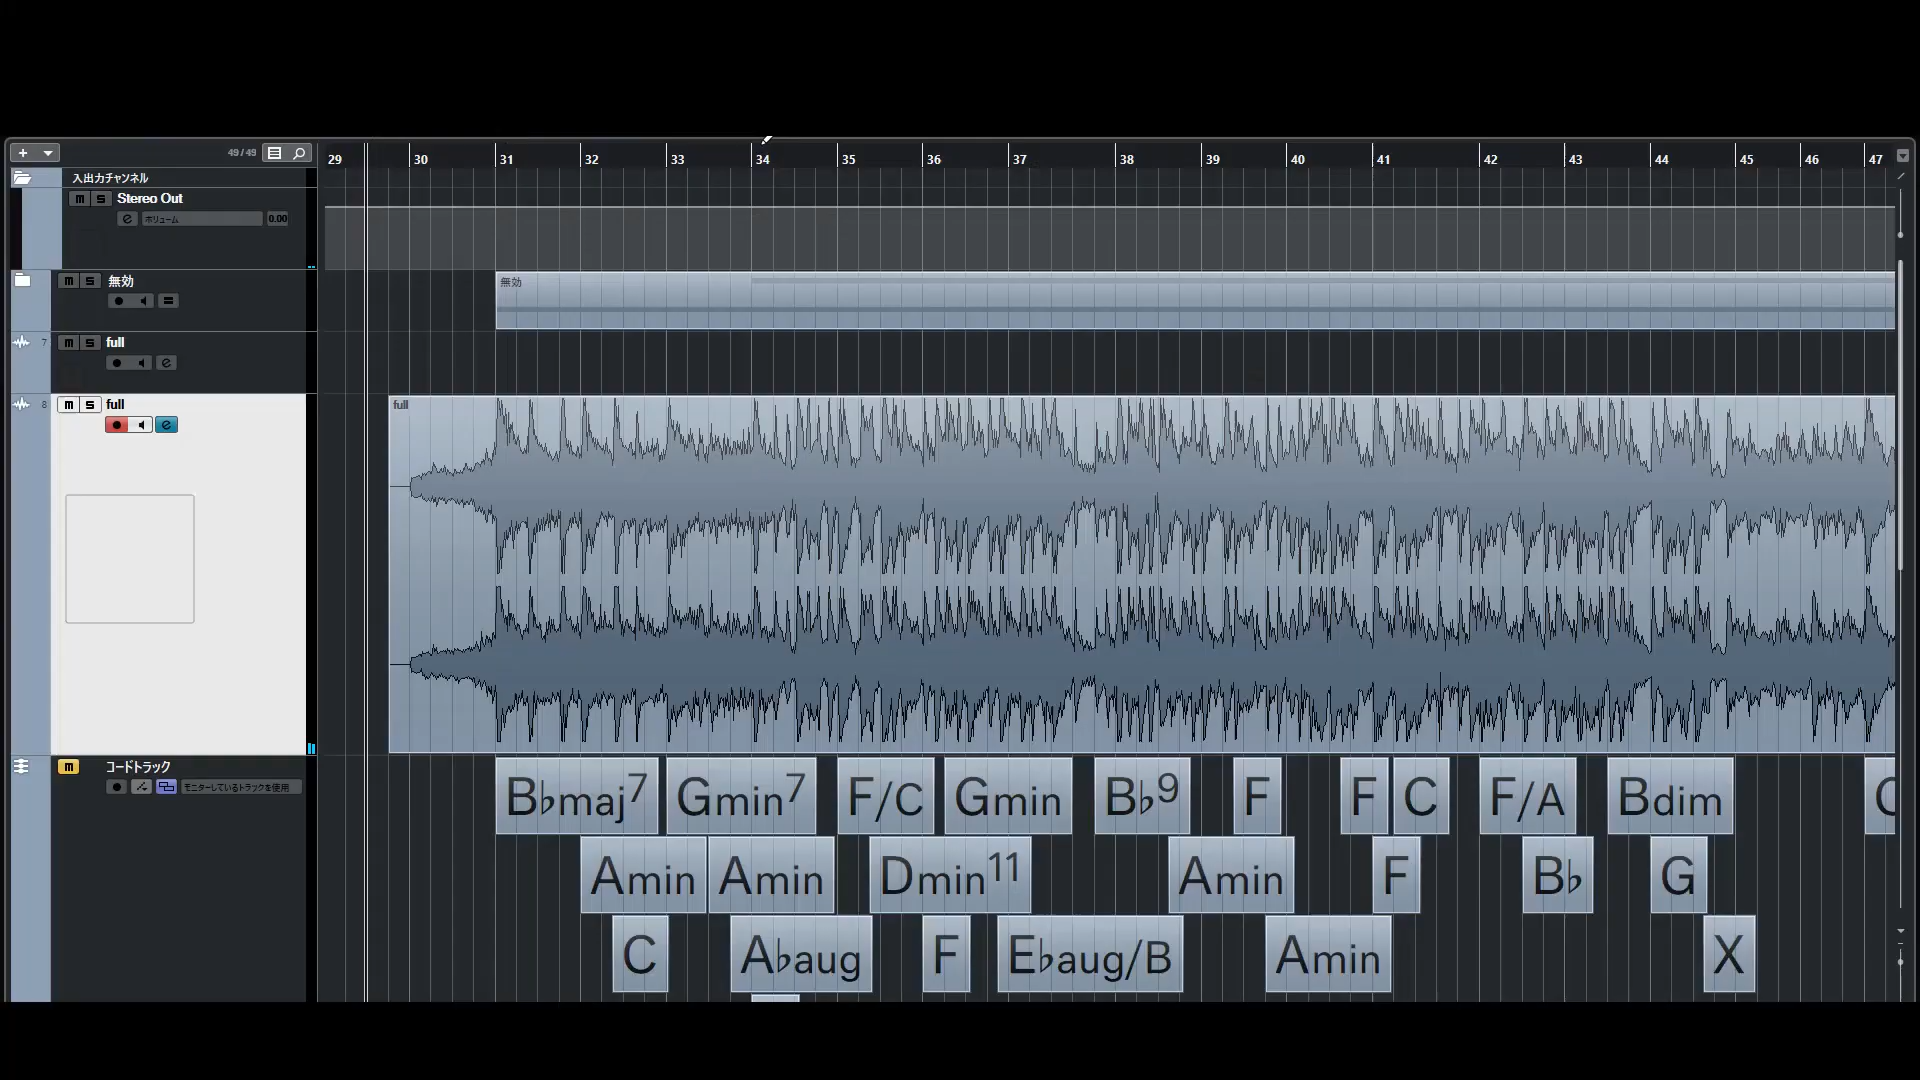 49/49
29 30 31 32 33 34 35 36 37 38 39 40 41 42 43 44 45 46 47
入出力チャンネル
m S Stereo Out
e ボリューム 0.00
m S 無効
無効
7 m S full
e
8 m S full
e
full
m コードトラック
モニターしているトラックを使用
B♭maj7 Gmin7 F/C Gmin B♭9 F F C F/A Bdim C
Amin Amin Dmin11 Amin F B♭ G
C A♭aug F E♭aug/B Amin X